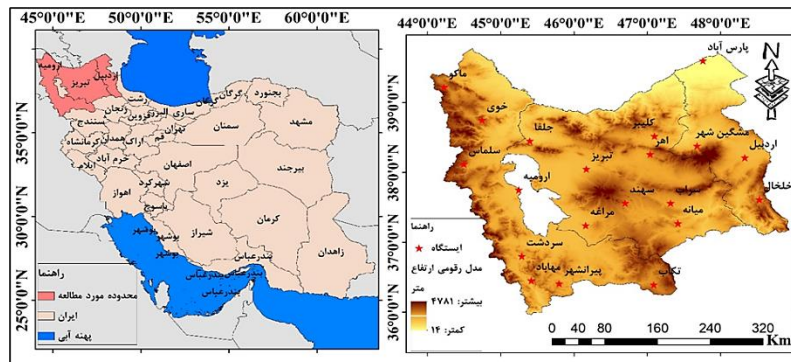 45°0'0"N 50°0'0"N 55°0'0"N 60°0'0"N
35°0'0"N
30°0'0"N
25°0'0"N
ارومیه
تبریز
اردبیل
رشت
زنجان
قزوین
ساری
گرگان
گرگان
بجنورد
مشهد
سنندج
همدان
تهران
سمنان
کرمانشاه
اراک
قم
ایلام
خرم آباد
اصفهان
بیرجند
شهرکرد
یزد
اهواز
یاسوج
کرمان
شیراز
بوشهر
بوشهر
بوشهر
زاهدان
بندرعباس
بندرعباس
بندرعباس
بندرعباس
راهنما
محدوده مورد مطالعه
ایران
پهنه آبی
44°0'0"N 45°0'0"N 46°0'0"N 47°0'0"N 48°0'0"N
39°0'0"N
38°0'0"N
37°0'0"N
36°0'0"N
N
پارس آباد
ماکو
خوی
جلفا
کلیبر
اهر
مشگین شهر
اردبیل
سلماس
تبریز
خلخال
ارومیه
سهند
سراب
مراغه
میانه
سردشت
مهاباد
پیرانشهر
تکاب
راهنما
ایستگاه
مدل رقومی ارتفاع
متر
بیشتر: ۴۷۸۱
کمتر: ۱۴
0 40 80 160 240 320
Km